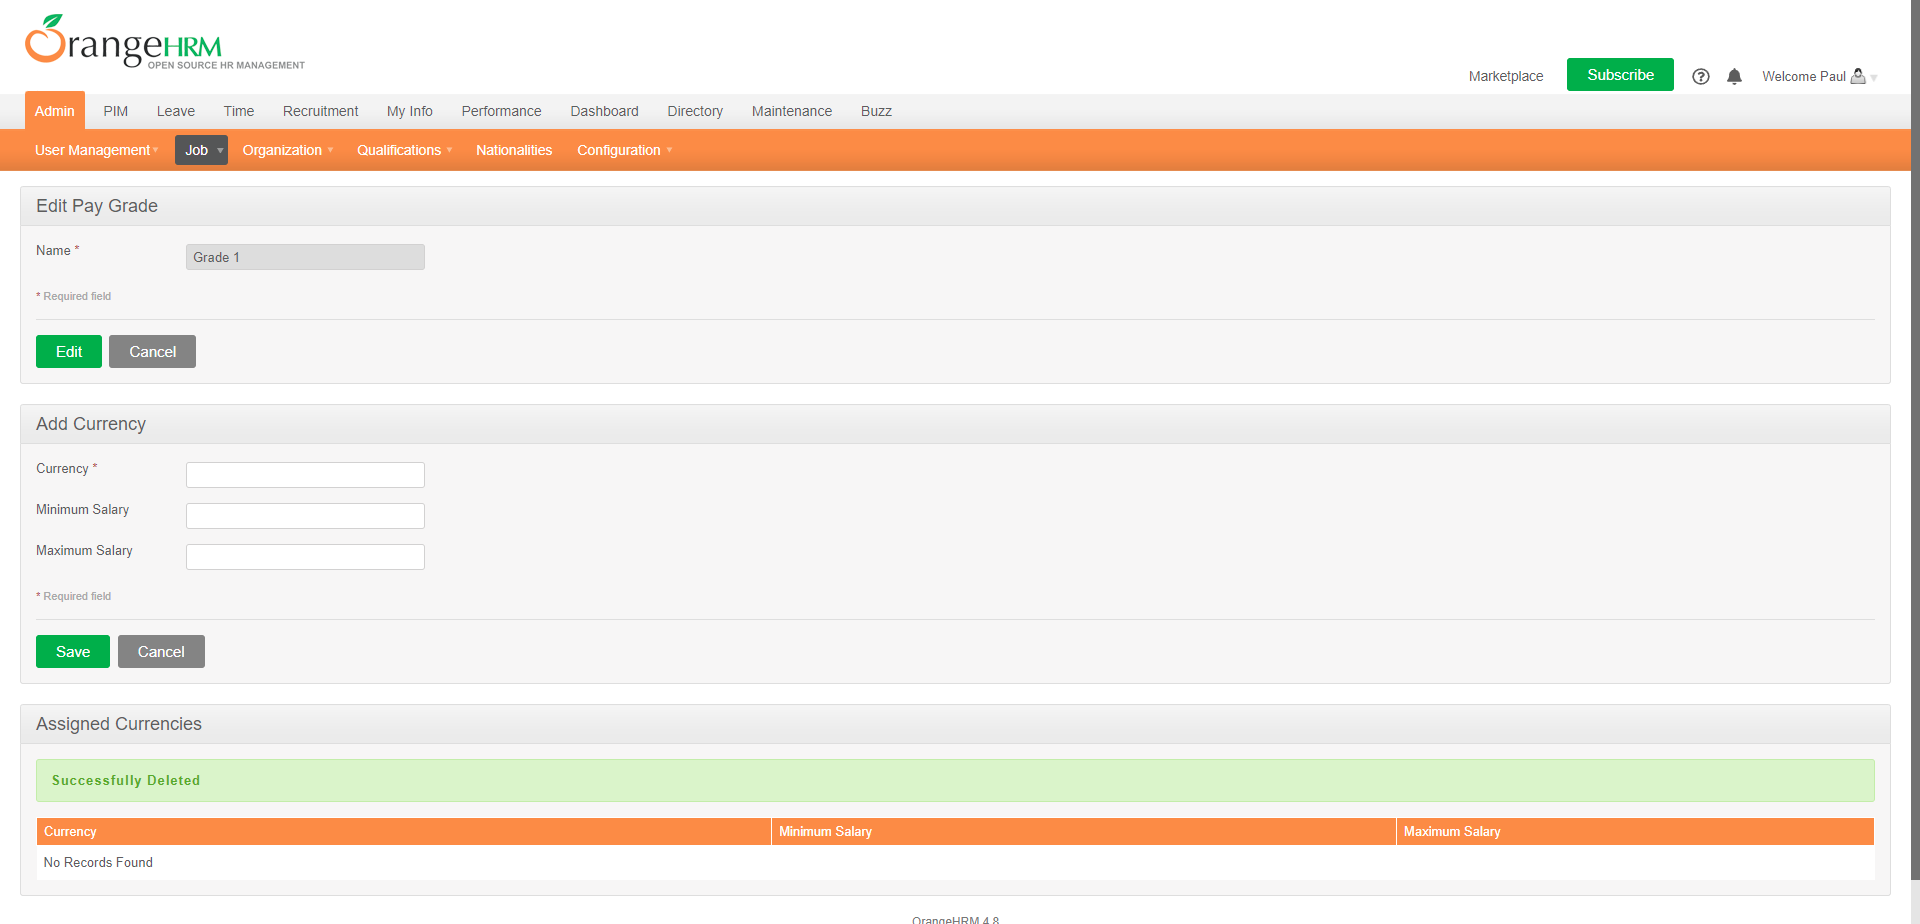 OrangeHRM
OPEN SOURCE HR MANAGEMENT
Marketplace Subscribe Welcome Paul
Admin PIM Leave Time Recruitment My Info Performance Dashboard Directory Maintenance Buzz
User Management Job Organization Qualifications Nationalities Configuration
Edit Pay Grade
Name * Grade 1
* Required field
Edit Cancel
Add Currency
Currency *
Minimum Salary
Maximum Salary
* Required field
Save Cancel
Assigned Currencies
Successfully Deleted
Currency Minimum Salary Maximum Salary
No Records Found
OrangeHRM 4.8